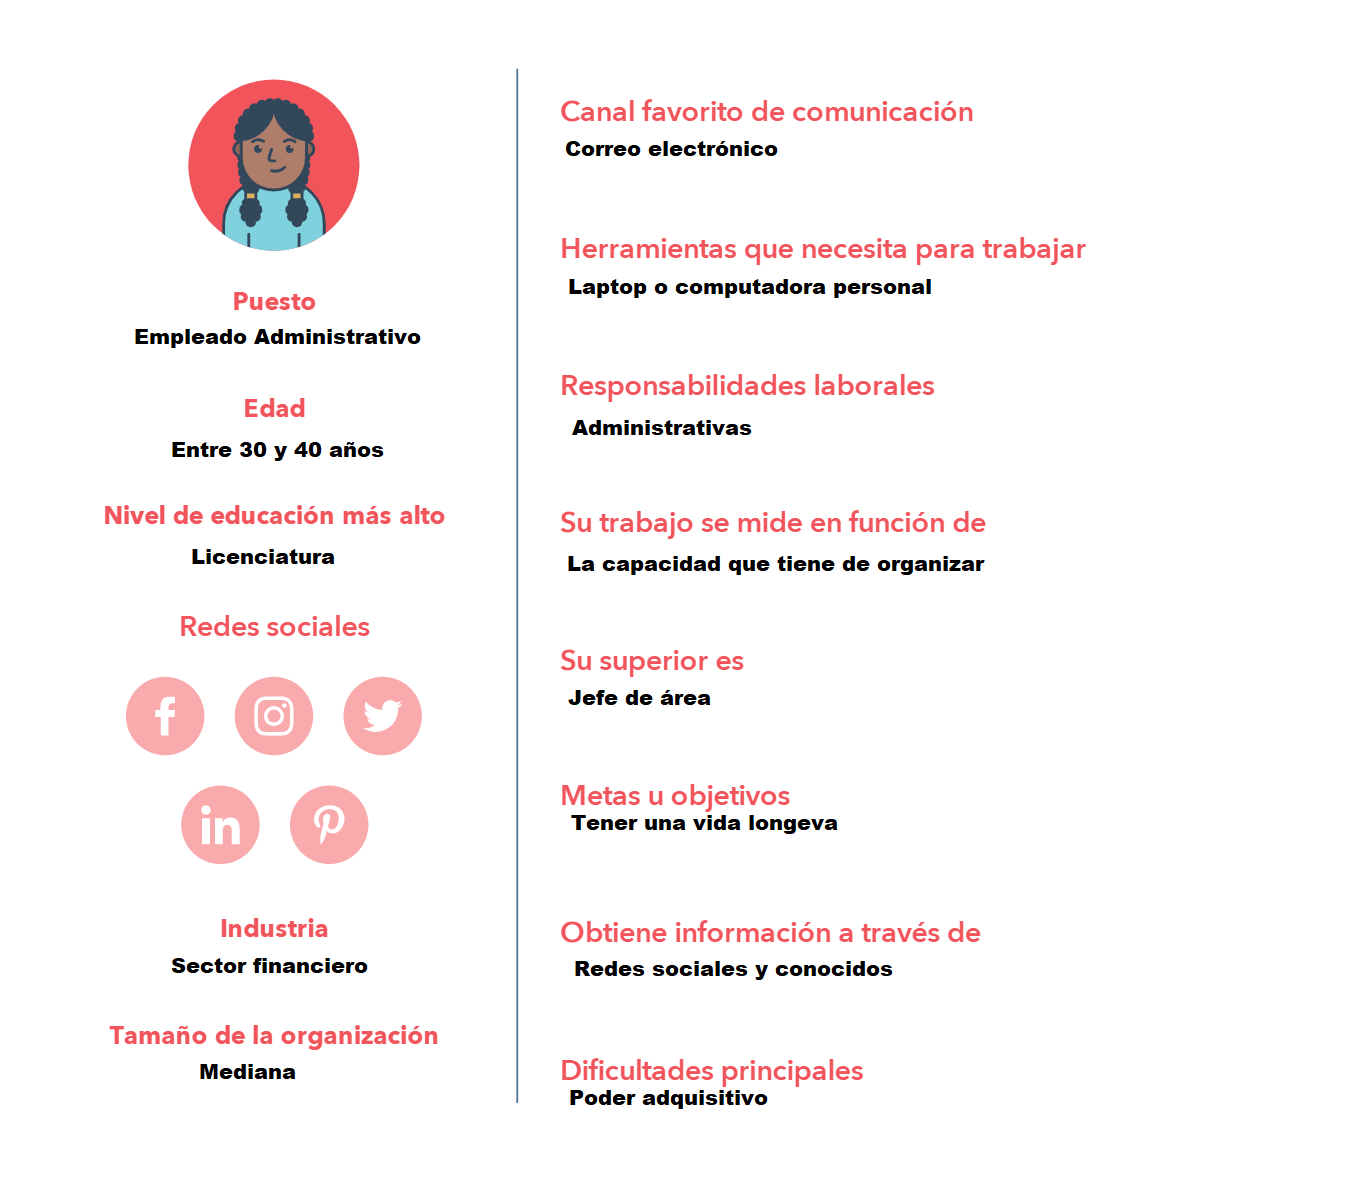 Puesto
Empleado Administrativo
Edad
Entre 30 y 40 años
Nivel de educación más alto
Licenciatura
Redes sociales
Industria
Sector financiero
Tamaño de la organización
Mediana
Canal favorito de comunicación
Correo electrónico
Herramientas que necesita para trabajar
Laptop o computadora personal
Responsabilidades laborales
Administrativas
Su trabajo se mide en función de
La capacidad que tiene de organizar
Su superior es
Jefe de área
Metas u objetivos
Tener una vida longeva
Obtiene información a través de
Redes sociales y conocidos
Dificultades principales
Poder adquisitivo